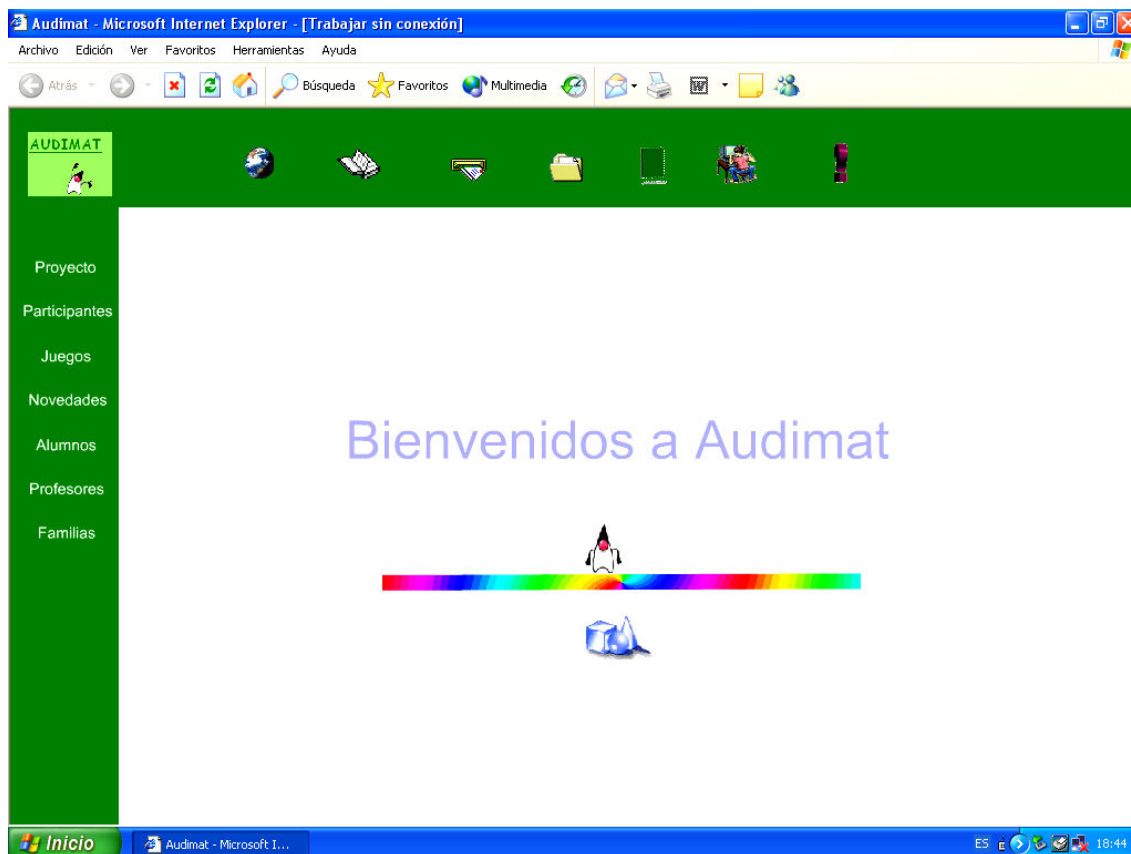 Audimat - Microsoft Internet Explorer - [Trabajar sin conexión]
Archivo Edición Ver Favoritos Herramientas Ayuda
Atrás Búsqueda Favoritos Multimedia
AUDIMAT
Proyecto
Participantes
Juegos
Novedades
Alumnos
Profesores
Familias
Bienvenidos a Audimat
Inicio Audimat - Microsoft I... ES 18:44